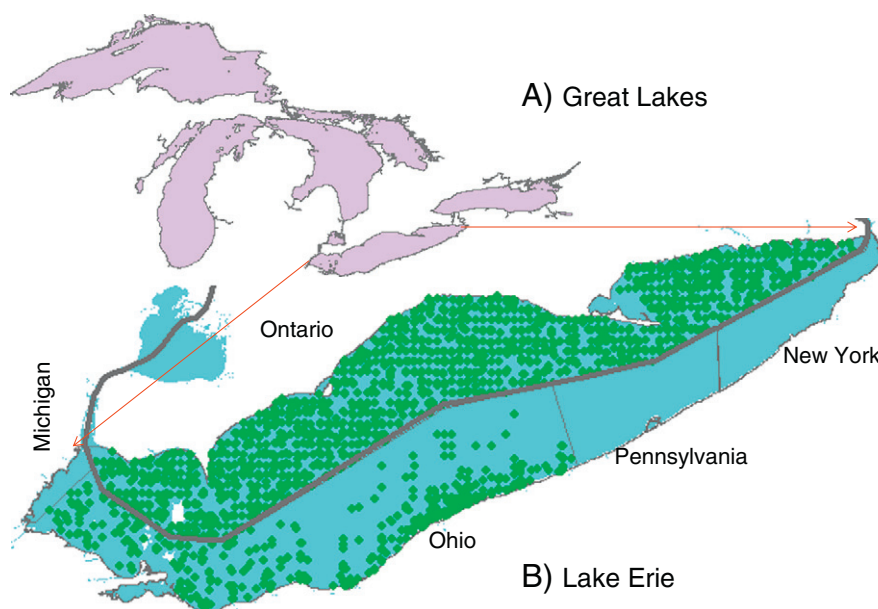 A) Great Lakes
Ontario
Michigan
New York
Pennsylvania
Ohio
B) Lake Erie